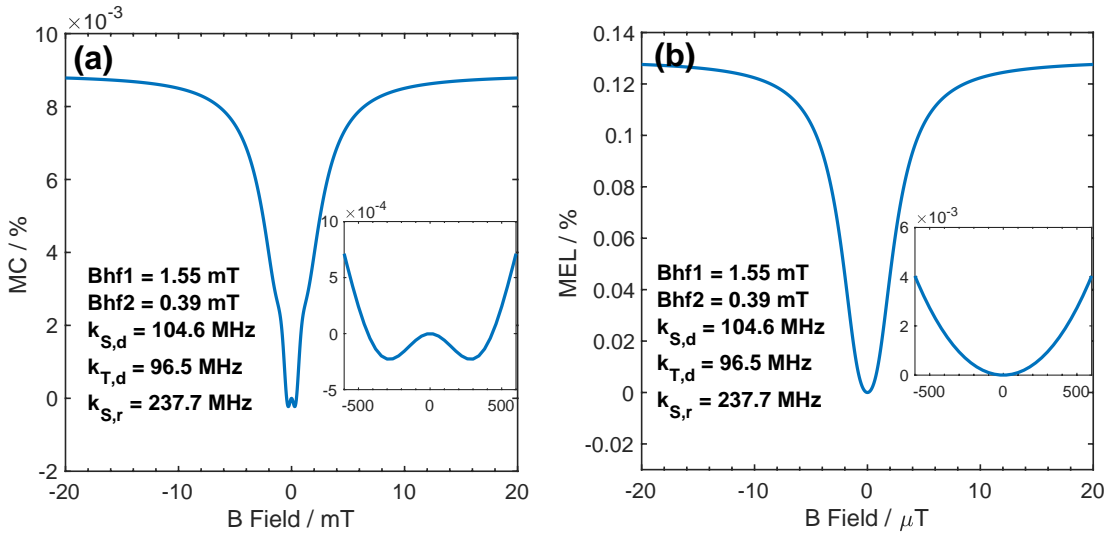 ×10^-3
(a)
10
8
6
4
2
0
-2
MC / %
Bhf1 = 1.55 mT
Bhf2 = 0.39 mT
k_S,d = 104.6 MHz
k_T,d = 96.5 MHz
k_S,r = 237.7 MHz
×10^-4
10
5
0
-5
-500 0 500
-20 -10 0 10 20
B Field / mT
(b)
0.14
0.12
0.1
0.08
0.06
0.04
0.02
0
-0.02
MEL / %
Bhf1 = 1.55 mT
Bhf2 = 0.39 mT
k_S,d = 104.6 MHz
k_T,d = 96.5 MHz
k_S,r = 237.7 MHz
×10^-3
6
4
2
0
-500 0 500
-20 -10 0 10 20
B Field / μT